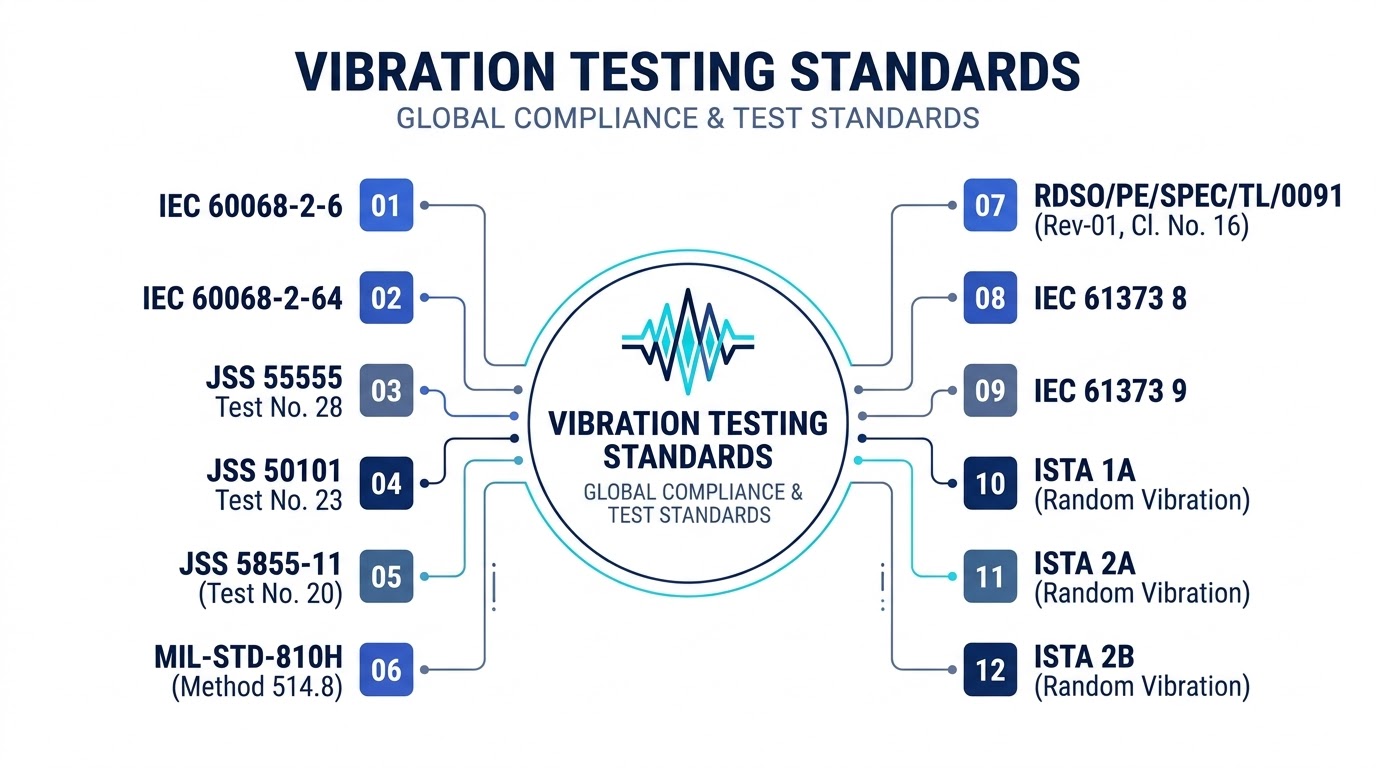 VIBRATION TESTING STANDARDS
GLOBAL COMPLIANCE & TEST STANDARDS
IEC 60068-2-6 01
IEC 60068-2-64 02
JSS 55555 03
Test No. 28
JSS 50101 04
Test No. 23
JSS 5855-11 05
(Test No. 20)
MIL-STD-810H 06
(Method 514.8)
VIBRATION TESTING
STANDARDS
GLOBAL COMPLIANCE &
TEST STANDARDS
07 RDSO/PE/SPEC/TL/0091
(Rev-01, Cl. No. 16)
08 IEC 61373 8
09 IEC 61373 9
10 ISTA 1A
(Random Vibration)
11 ISTA 2A
(Random Vibration)
12 ISTA 2B
(Random Vibration)